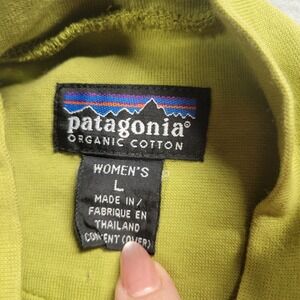 patagonia®
ORGANIC COTTON
WOMEN'S
L
MADE IN/
FABRIQUE EN
THAILAND
CONTENT (OVER)